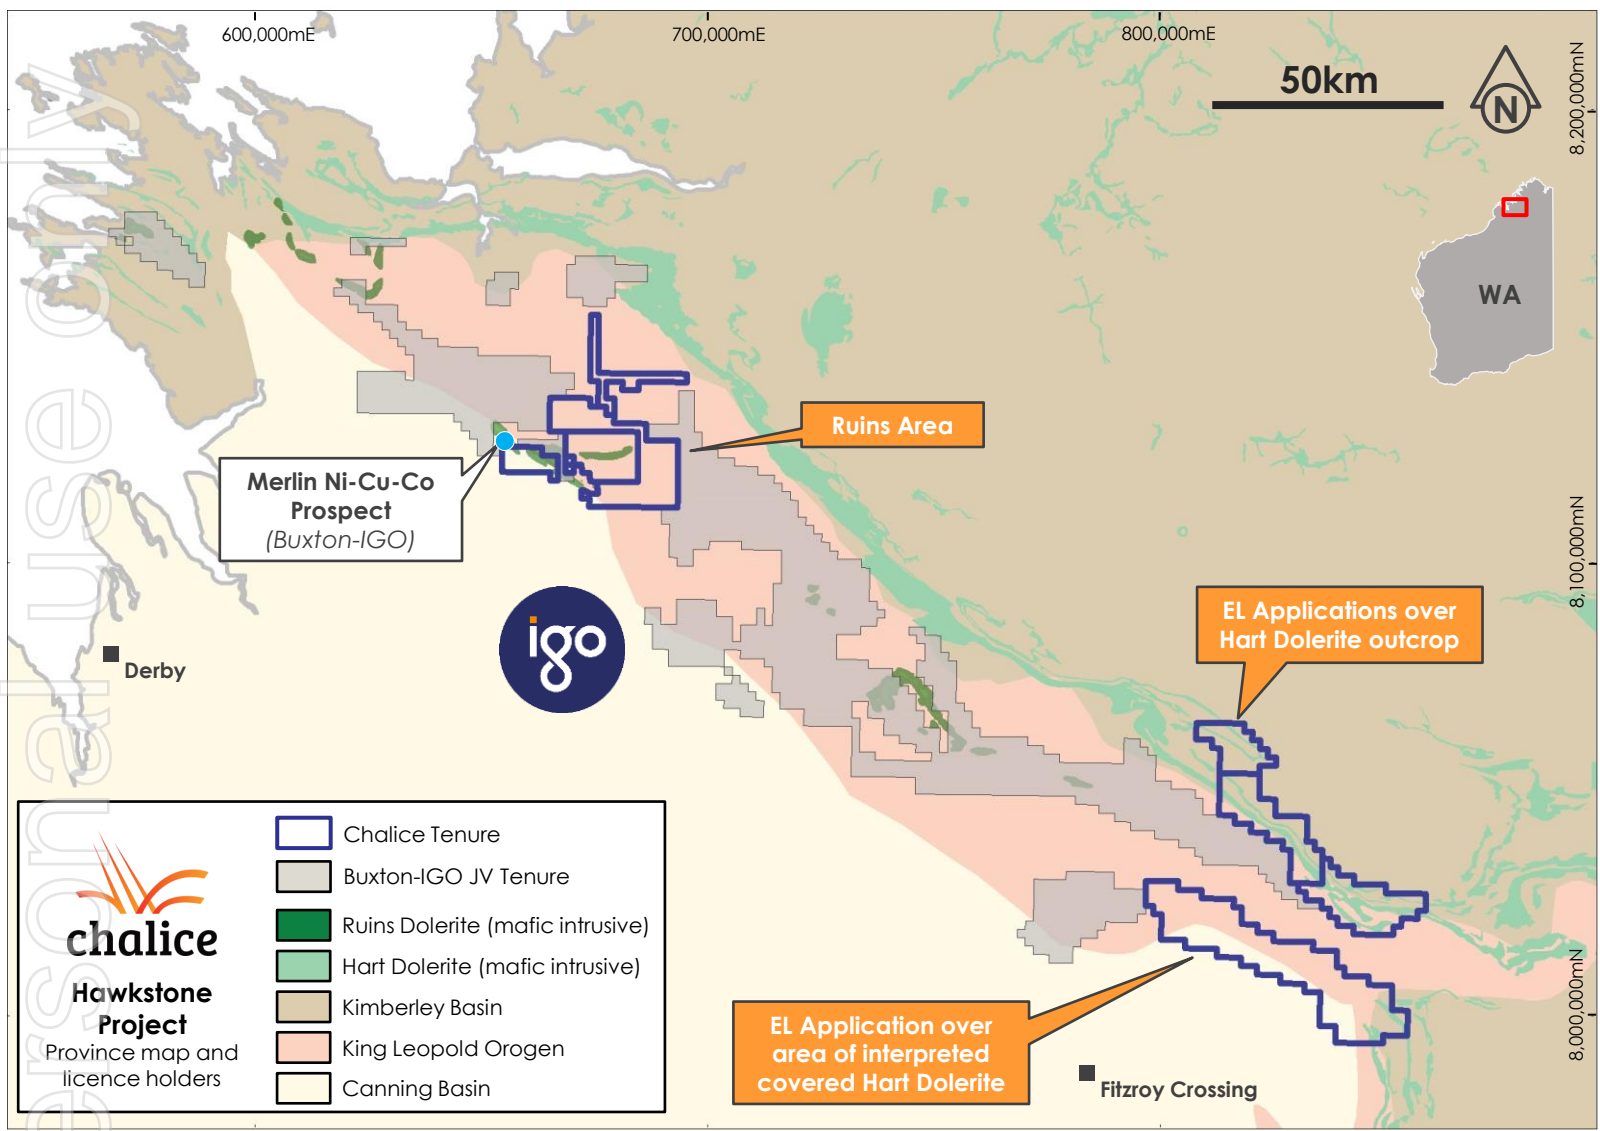 600,000mE
700,000mE
800,000mE
50km
N
8,200,000mN
WA
Ruins Area
Merlin Ni-Cu-Co
Prospect
(Buxton-IGO)
8,100,000mN
igo
EL Applications over
Hart Dolerite outcrop
Derby
chalice
Hawkstone
Project
Province map and
licence holders
Chalice Tenure
Buxton-IGO JV Tenure
Ruins Dolerite (mafic intrusive)
Hart Dolerite (mafic intrusive)
Kimberley Basin
King Leopold Orogen
Canning Basin
8,000,000mN
EL Application over
area of interpreted
covered Hart Dolerite
Fitzroy Crossing
ersonal use only